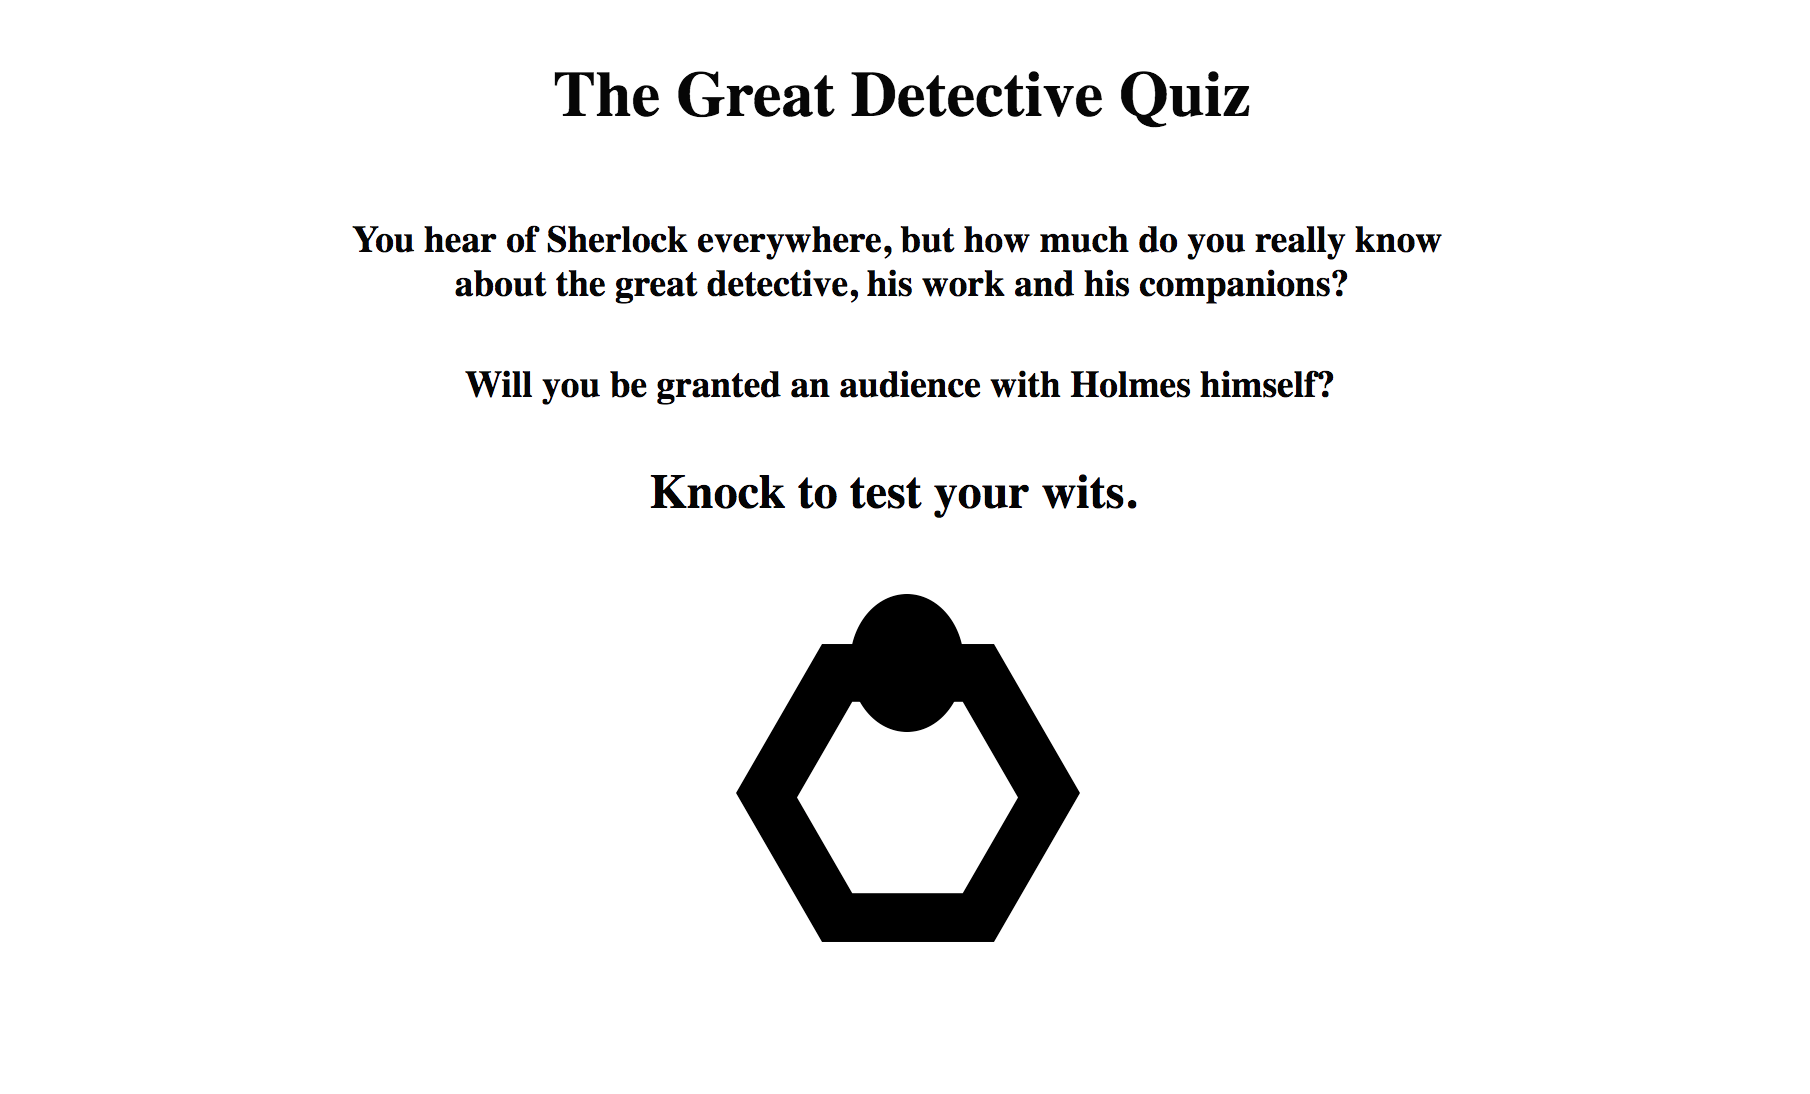 The Great Detective Quiz
You hear of Sherlock everywhere, but how much do you really know
about the great detective, his work and his companions?
Will you be granted an audience with Holmes himself?
Knock to test your wits.